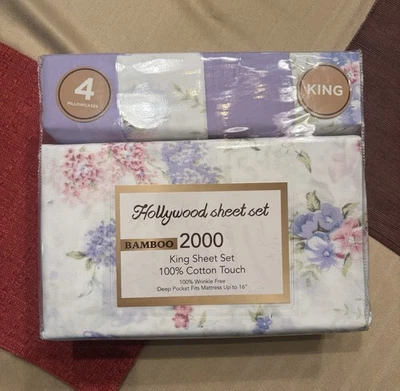 4
PILLOWCASES
KING
Hollywood sheet set
BAMBOO 2000
King Sheet Set
100% Cotton Touch
100% Wrinkle Free
Deep Pocket Fits Mattress Up to 16"